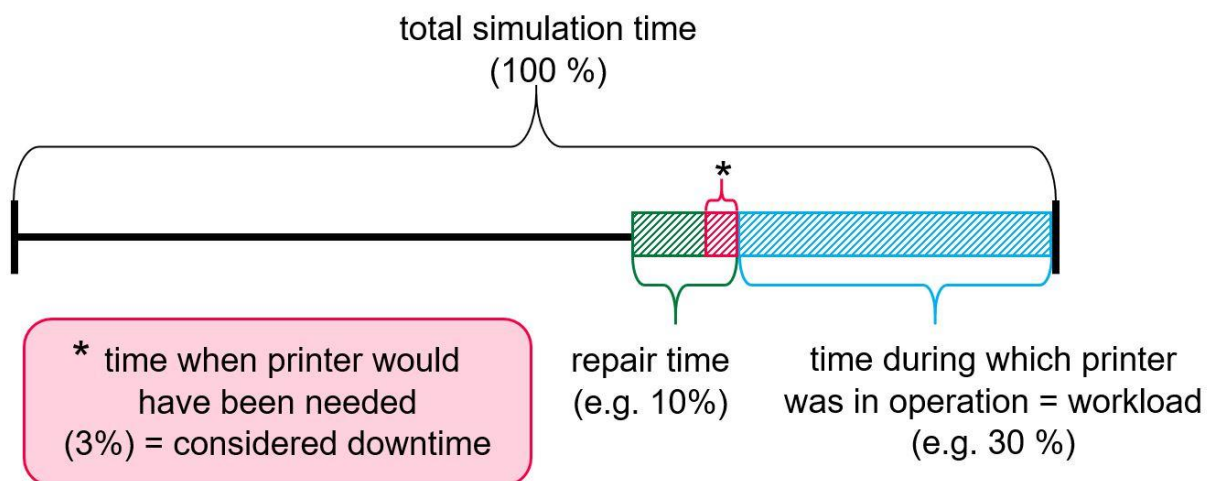 total simulation time
(100 %)
*
* time when printer would
have been needed
(3%) = considered downtime
repair time
(e.g. 10%)
time during which printer
was in operation = workload
(e.g. 30 %)